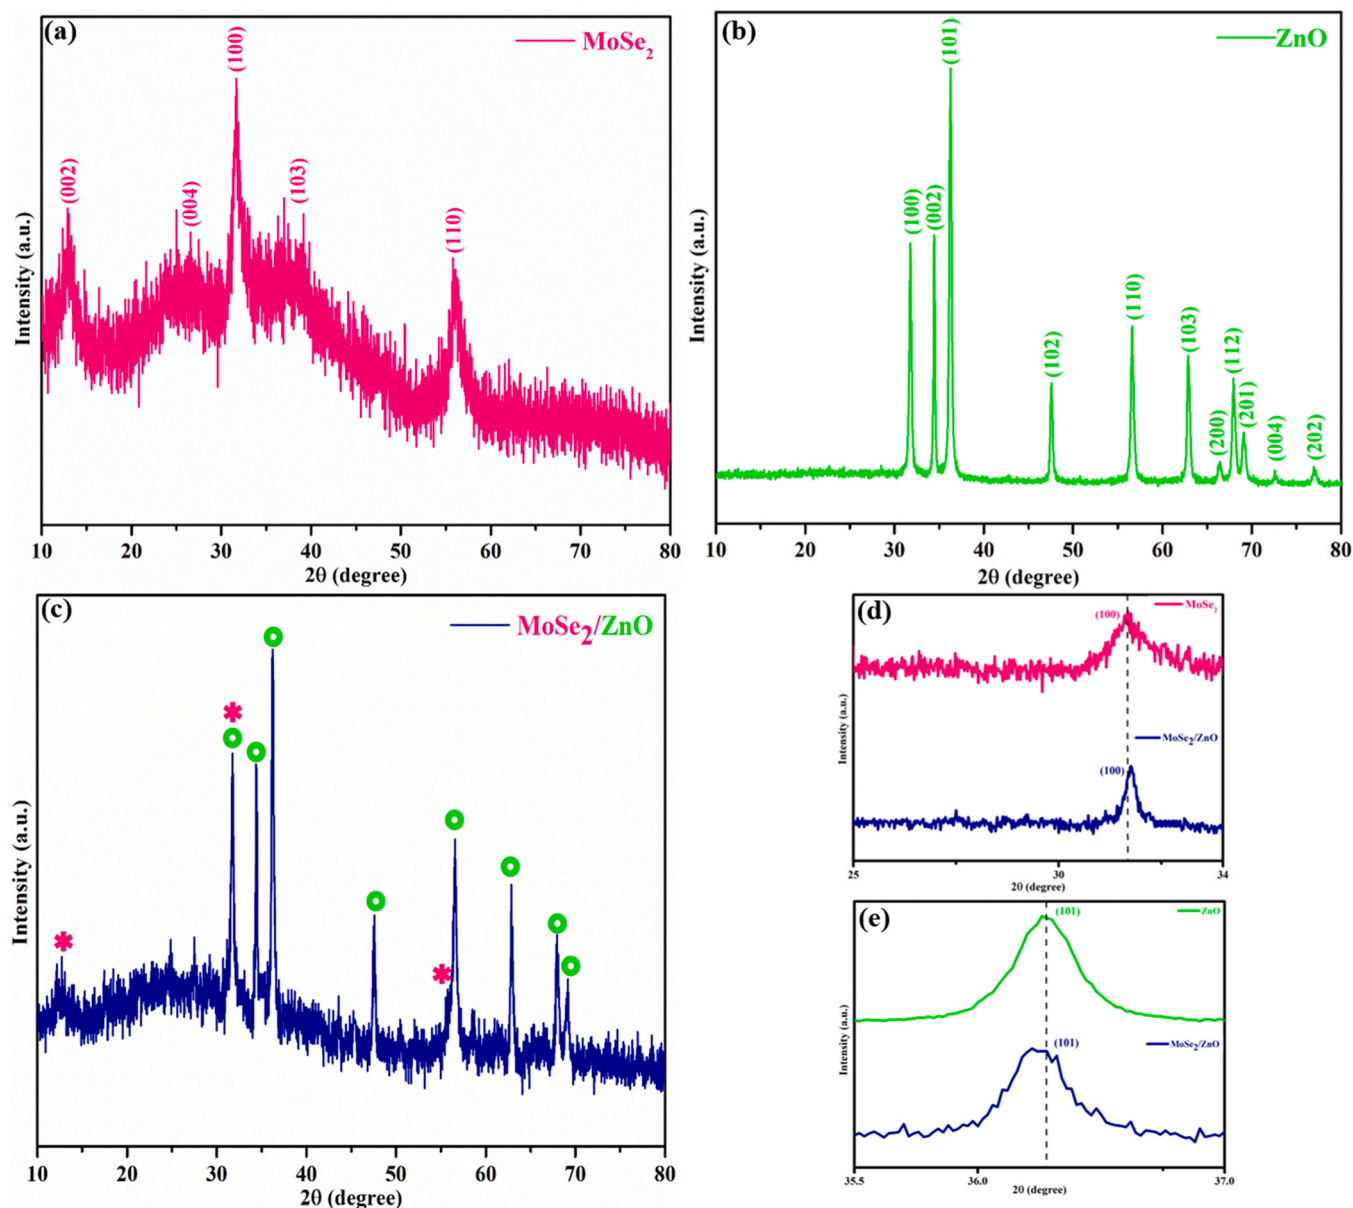 (a)
MoSe2
(002)
(004)
(100)
(103)
(110)
Intensity (a.u.)
10 20 30 40 50 60 70 80
2θ (degree)
(b)
ZnO
(100)
(002)
(101)
(102)
(110)
(103)
(200)
(112)
(201)
(004)
(202)
Intensity (a.u.)
10 20 30 40 50 60 70 80
2θ (degree)
(c)
MoSe2/ZnO
Intensity (a.u.)
10 20 30 40 50 60 70 80
2θ (degree)
(d)
MoSe2
(100)
MoSe2/ZnO
(100)
Intensity (a.u.)
25 30 34
2θ (degree)
(e)
ZnO
(101)
MoSe2/ZnO
(101)
Intensity (a.u.)
35.5 36.0 37.0
2θ (degree)